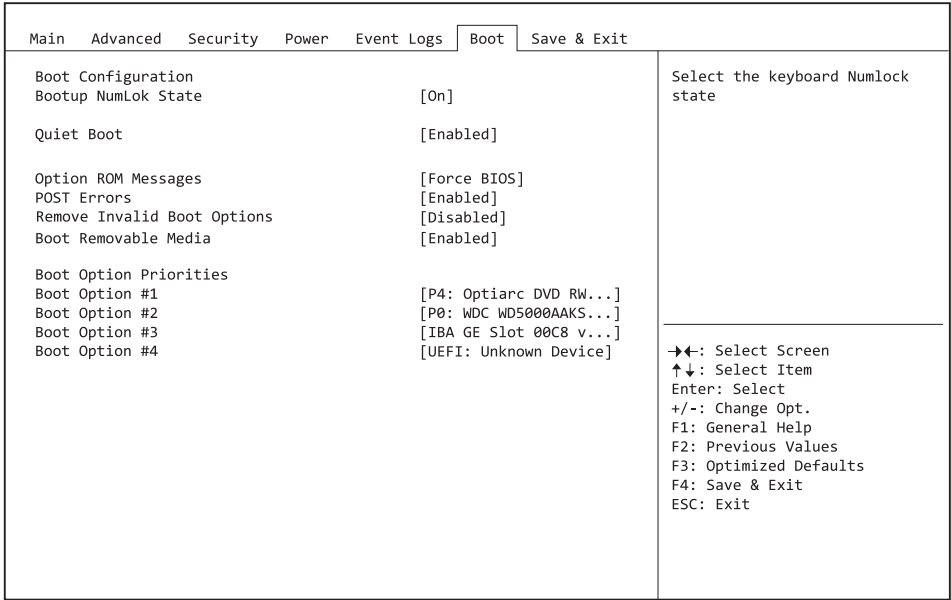 Main Advanced Security Power Event Logs Boot Save & Exit
Boot Configuration
Bootup NumLok State [On]
Quiet Boot [Enabled]
Option ROM Messages [Force BIOS]
POST Errors [Enabled]
Remove Invalid Boot Options [Disabled]
Boot Removable Media [Enabled]
Boot Option Priorities
Boot Option #1 [P4: Optiarc DVD RW...]
Boot Option #2 [P0: WDC WD5000AAKS...]
Boot Option #3 [IBA GE Slot 00C8 v...]
Boot Option #4 [UEFI: Unknown Device]
Select the keyboard Numlock
state
→←: Select Screen
↑↓: Select Item
Enter: Select
+/-: Change Opt.
F1: General Help
F2: Previous Values
F3: Optimized Defaults
F4: Save & Exit
ESC: Exit